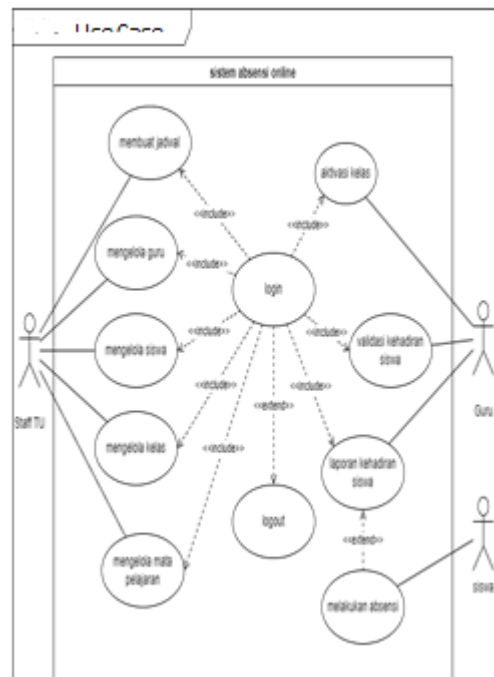 Use Case
sistem absensi online
membuat jadwal
aktivasi kelas
<<include>>
<<include>>
mengelola guru
<<include>>
login
<<include>>
<<include>>
mengelola siswa
validasi kehadiran
siswa
Staff TU
Guru
<<include>>
<<include>>
<<extend>>
<<include>>
mengelola kelas
laporan kehadiran
siswa
logout
<<extend>>
mengelola mata
pelajaran
melakukan absensi
siswa